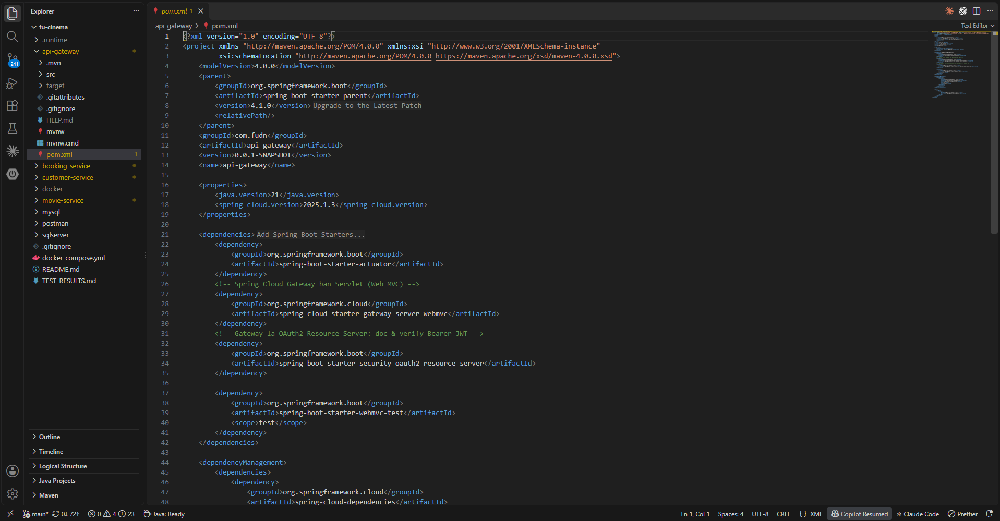 Explorer
fu-cinema
.runtime
api-gateway
.mvn
src
target
.gitattributes
.gitignore
HELP.md
mvnw
mvnw.cmd
pom.xml 1
booking-service
customer-service
docker
movie-service
mysql
postman
sqlserver
.gitignore
docker-compose.yml
README.md
TEST_RESULTS.md
Outline
Timeline
Logical Structure
Java Projects
Maven
241
pom.xml 1
api-gateway > pom.xml
Text Editor
1 <?xml version="1.0" encoding="UTF-8"?>
2 <project xmlns="http://maven.apache.org/POM/4.0.0" xmlns:xsi="http://www.w3.org/2001/XMLSchema-instance"
3 xsi:schemaLocation="http://maven.apache.org/POM/4.0.0 https://maven.apache.org/xsd/maven-4.0.0.xsd">
4 <modelVersion>4.0.0</modelVersion>
5 <parent>
6 <groupId>org.springframework.boot</groupId>
7 <artifactId>spring-boot-starter-parent</artifactId>
8 <version>4.1.0</version> Upgrade to the Latest Patch
9 <relativePath/>
10 </parent>
11 <groupId>com.fudn</groupId>
12 <artifactId>api-gateway</artifactId>
13 <version>0.0.1-SNAPSHOT</version>
14 <name>api-gateway</name>
15
16 <properties>
17 <java.version>21</java.version>
18 <spring-cloud.version>2025.1.3</spring-cloud.version>
19 </properties>
20
21 <dependencies> Add Spring Boot Starters...
22 <dependency>
23 <groupId>org.springframework.boot</groupId>
24 <artifactId>spring-boot-starter-actuator</artifactId>
25 </dependency>
26 <!-- Spring Cloud Gateway ban Servlet (Web MVC) -->
27 <dependency>
28 <groupId>org.springframework.cloud</groupId>
29 <artifactId>spring-cloud-starter-gateway-server-webmvc</artifactId>
30 </dependency>
31 <!-- Gateway la OAuth2 Resource Server: doc & verify Bearer JWT -->
32 <dependency>
33 <groupId>org.springframework.boot</groupId>
34 <artifactId>spring-boot-starter-security-oauth2-resource-server</artifactId>
35 </dependency>
36
37 <dependency>
38 <groupId>org.springframework.boot</groupId>
39 <artifactId>spring-boot-starter-webmvc-test</artifactId>
40 <scope>test</scope>
41 </dependency>
42 </dependencies>
43
44 <dependencyManagement>
45 <dependencies>
46 <dependency>
47 <groupId>org.springframework.cloud</groupId>
48 <artifactId>spring-cloud-dependencies</artifactId>
main* 0↓ 72↑ 0 4 23 Java: Ready
Ln 1, Col 1 Spaces: 4 UTF-8 CRLF { } XML Copilot Resumed Claude Code Prettier